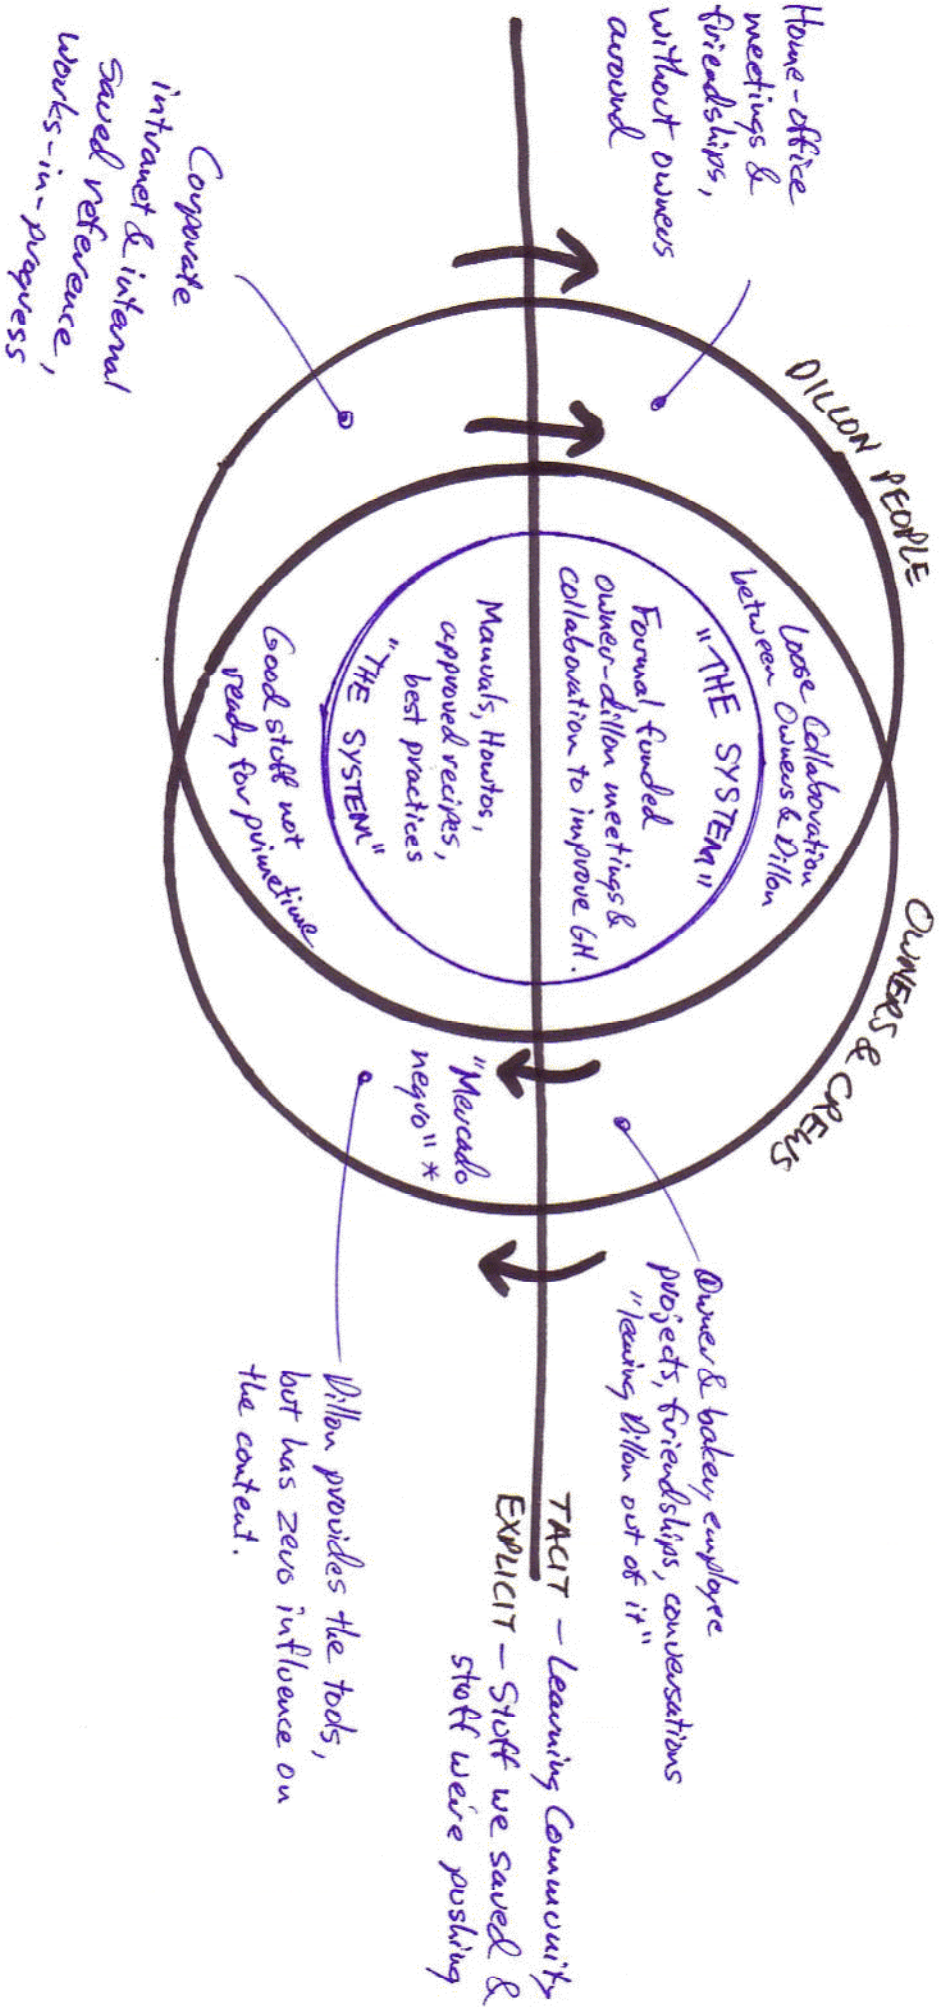 Home-office
meetings &
friendships,
without owners
around
DILLON PEOPLE
OWNERS & CREWS
Owner & bakery employee
projects, friendships, conversations
"leaving Dillon out of it"
Loose Collaboration
between Owners & Dillon
"THE SYSTEM"
Formal, funded
owner-dillon meetings &
collaboration to improve GH.
TACIT - Learning Community
EXPLICIT - Stuff we saved &
stuff we're pushing
Manuals, Howtos,
approved recipes,
best practices
"THE SYSTEM"
Good stuff not
ready for primetime
"Mercado
negro" *
Corporate
intranet & internal
saved reference,
works-in-progress
Dillon provides the tools,
but has zero influence on
the content.